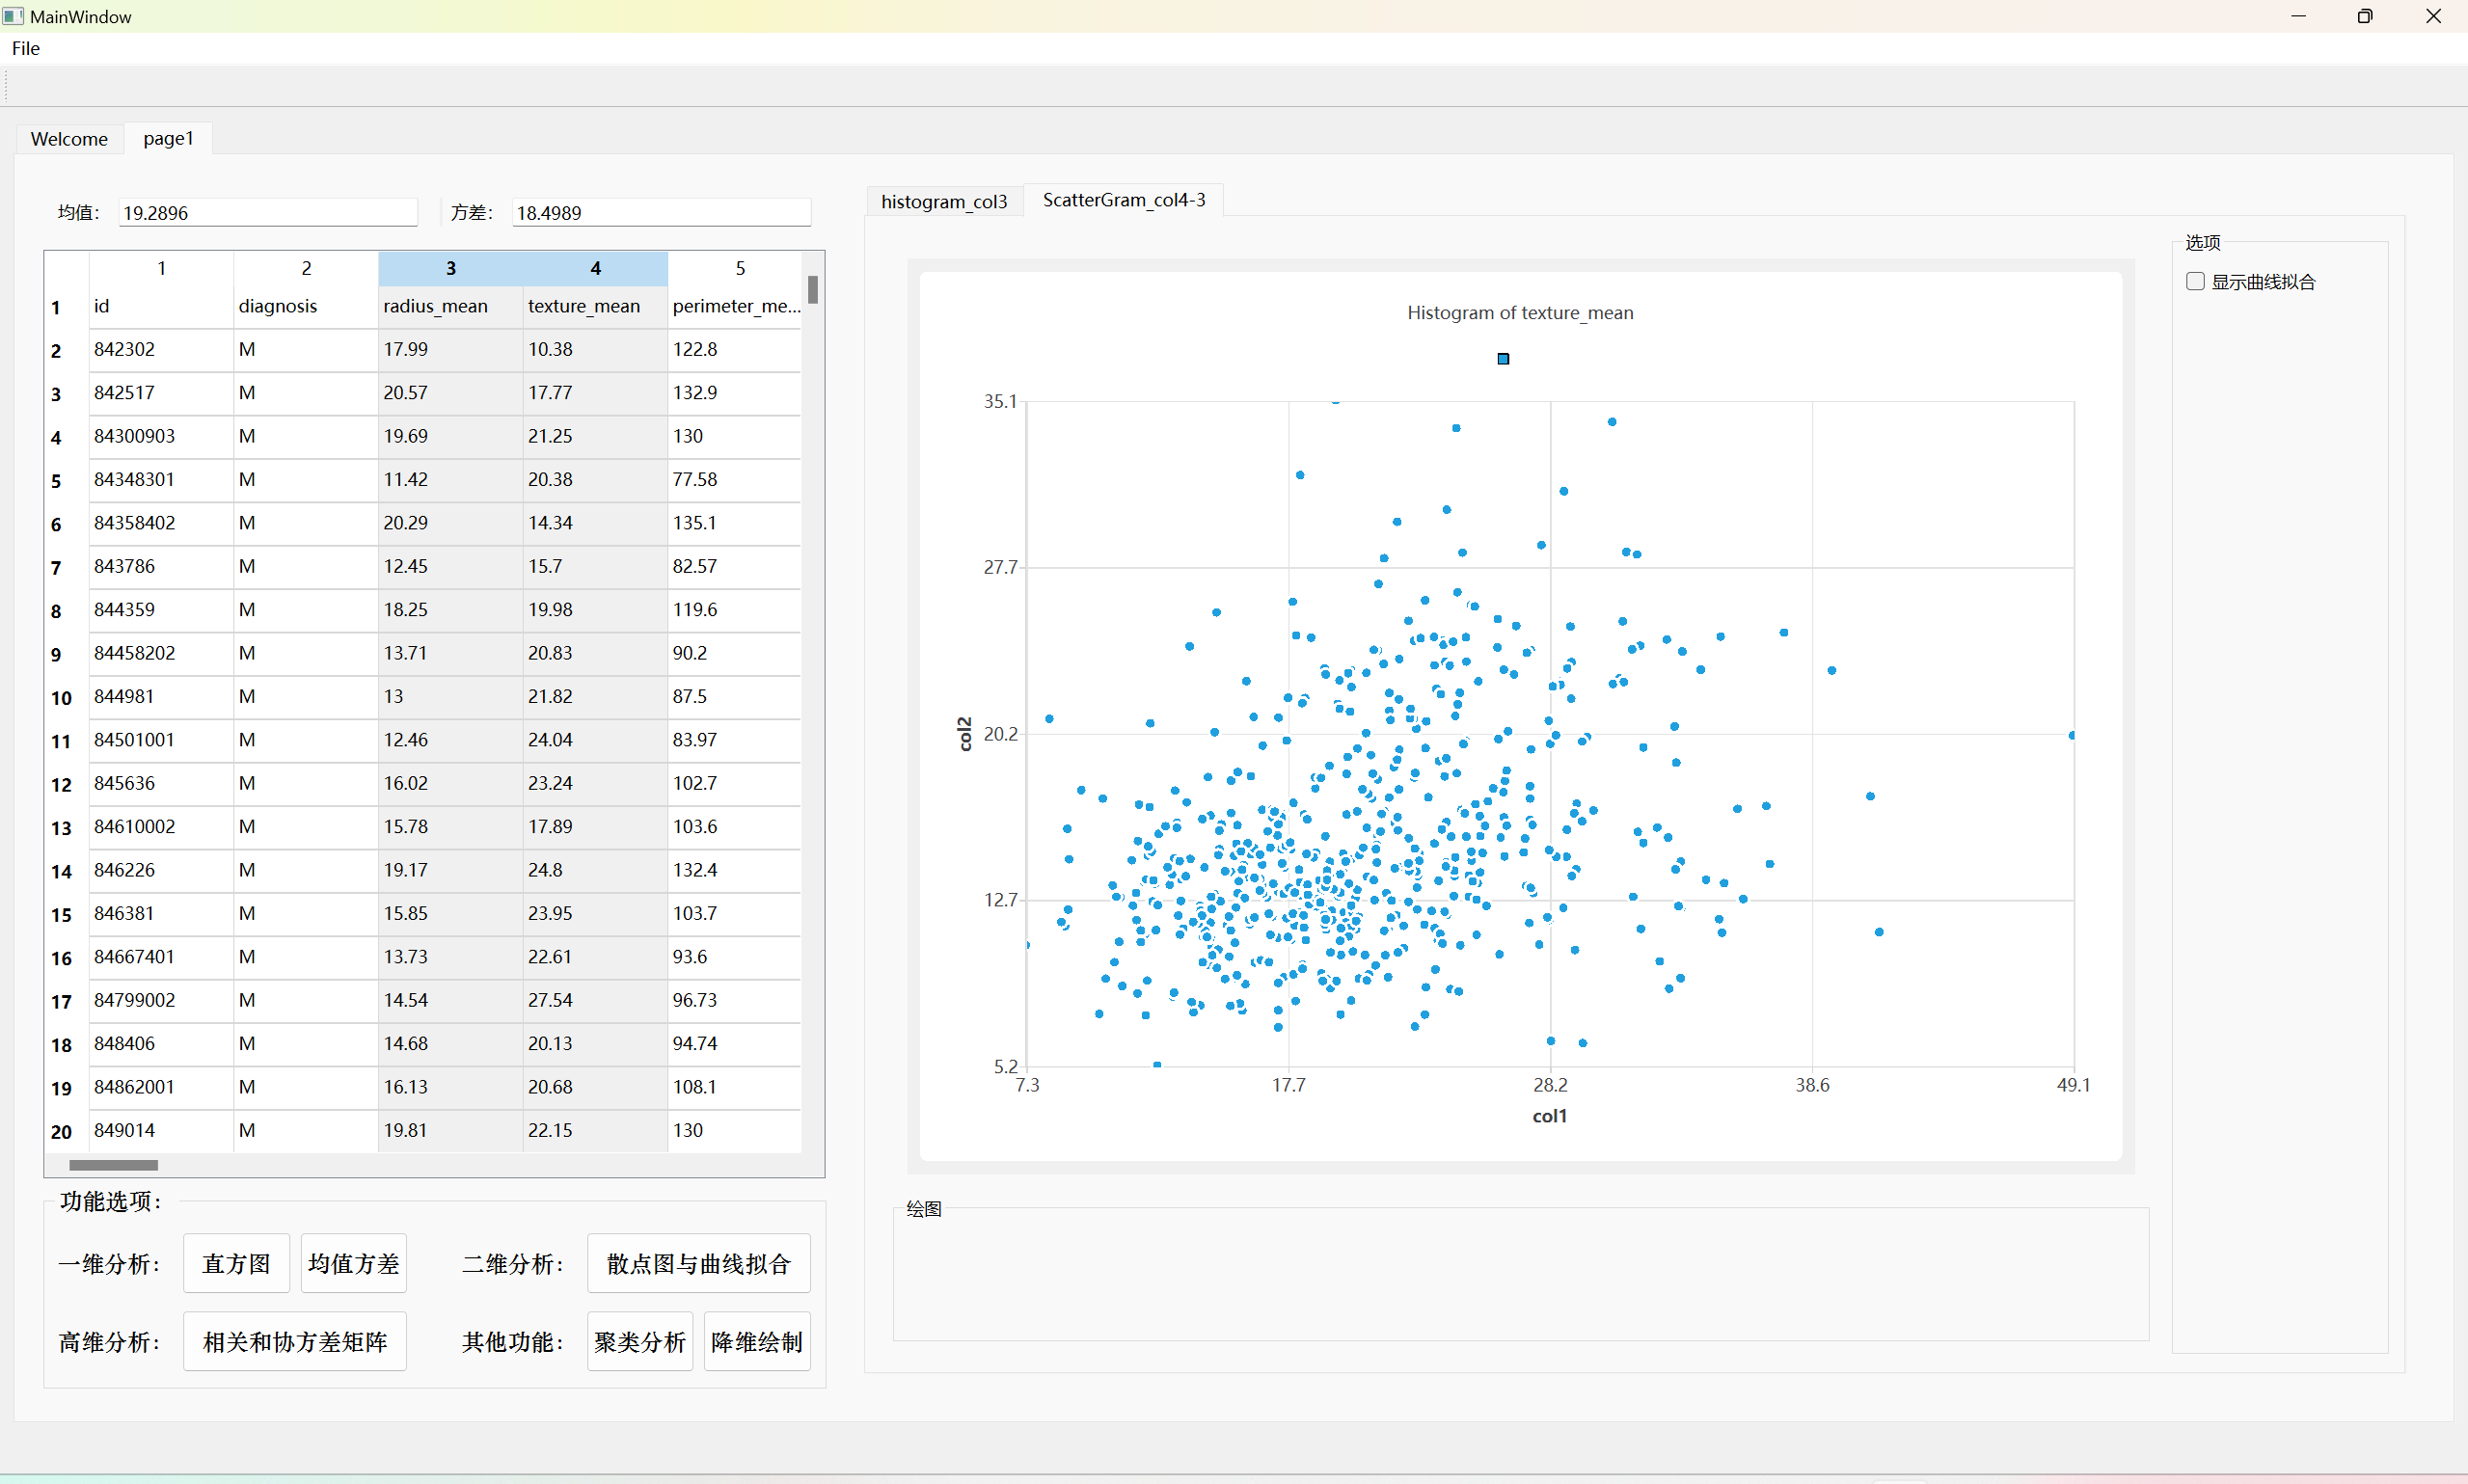 MainWindow
File
Welcome page1
均值： 19.2896 方差： 18.4989
1 2 3 4 5
1 id diagnosis radius_mean texture_mean perimeter_me...
2 842302 M 17.99 10.38 122.8
3 842517 M 20.57 17.77 132.9
4 84300903 M 19.69 21.25 130
5 84348301 M 11.42 20.38 77.58
6 84358402 M 20.29 14.34 135.1
7 843786 M 12.45 15.7 82.57
8 844359 M 18.25 19.98 119.6
9 84458202 M 13.71 20.83 90.2
10 844981 M 13 21.82 87.5
11 84501001 M 12.46 24.04 83.97
12 845636 M 16.02 23.24 102.7
13 84610002 M 15.78 17.89 103.6
14 846226 M 19.17 24.8 132.4
15 846381 M 15.85 23.95 103.7
16 84667401 M 13.73 22.61 93.6
17 84799002 M 14.54 27.54 96.73
18 848406 M 14.68 20.13 94.74
19 84862001 M 16.13 20.68 108.1
20 849014 M 19.81 22.15 130
功能选项：
一维分析： 直方图 均值方差 二维分析： 散点图与曲线拟合
高维分析： 相关和协方差矩阵 其他功能： 聚类分析 降维绘制
histogram_col3 ScatterGram_col4-3
Histogram of texture_mean
35.1
27.7
20.2
12.7
5.2
col2
7.3 17.7 28.2 38.6 49.1
col1
绘图
选项
显示曲线拟合